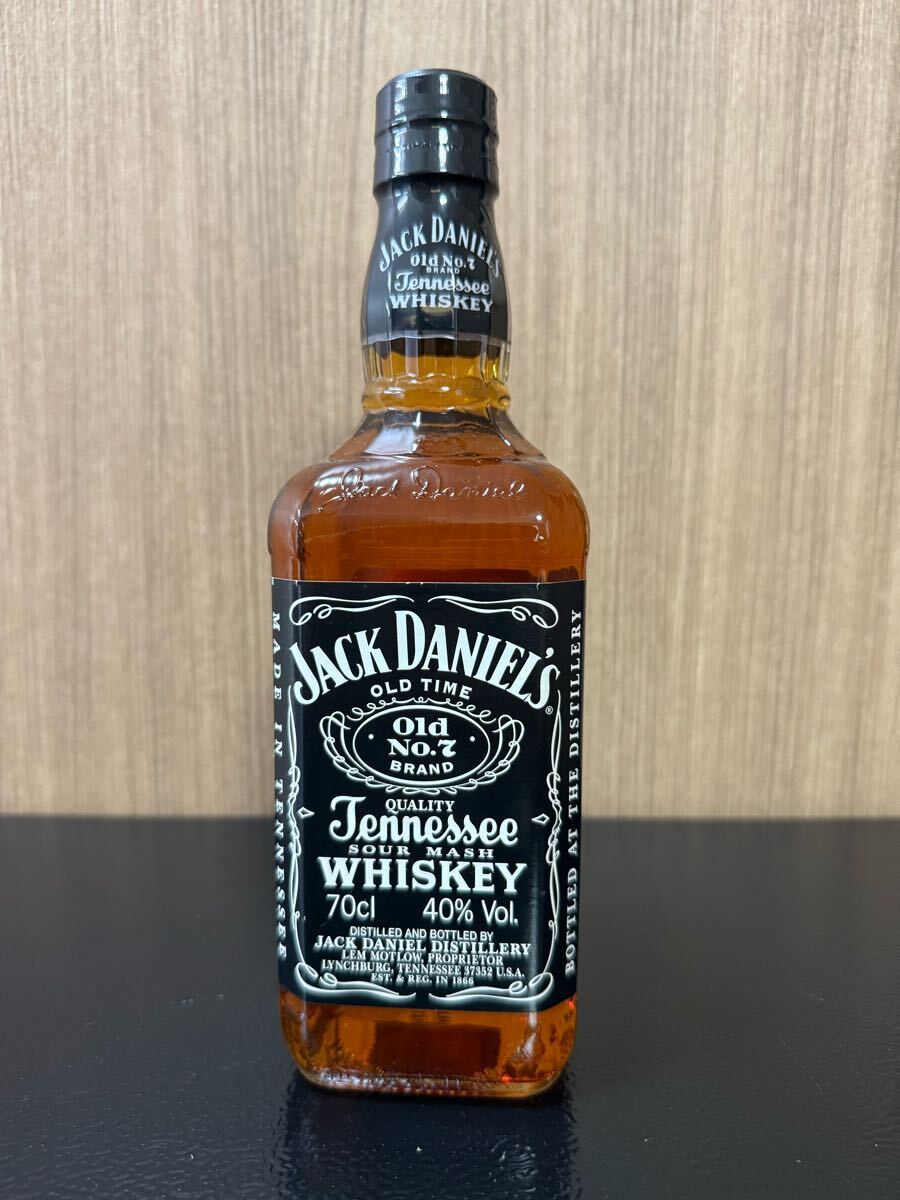 JACK DANIEL'S
Old No.7
BRAND
Tennessee
WHISKEY
Jack Daniel
JACK DANIEL'S
®
OLD TIME
Old
No.7
BRAND
QUALITY
Tennessee
SOUR MASH
WHISKEY
70cl 40% Vol.
DISTILLED AND BOTTLED BY
JACK DANIEL DISTILLERY
LEM MOTLOW, PROPRIETOR
LYNCHBURG, TENNESSEE 37352 U.S.A.
EST. & REG. IN 1866
MADE IN TENNESSEE
BOTTLED AT THE DISTILLERY